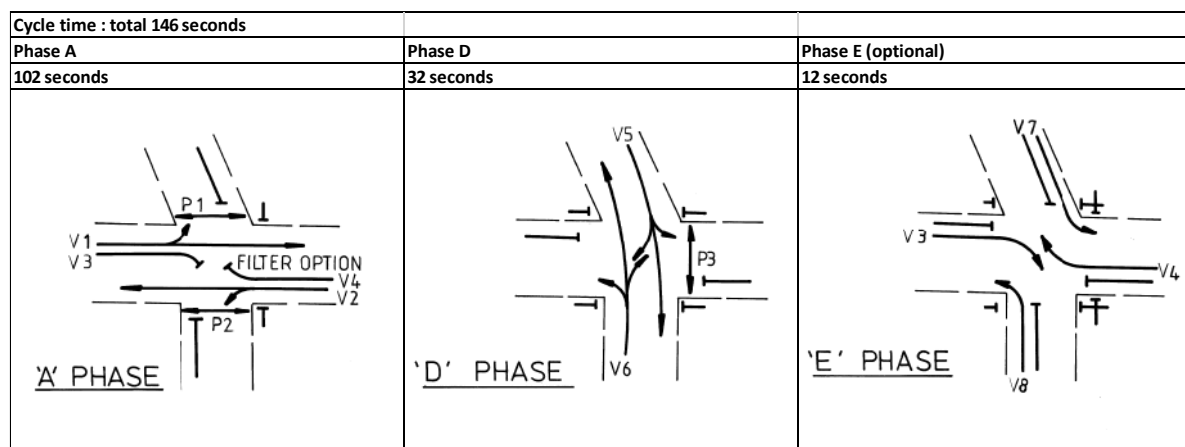 Cycle time : total 146 seconds
Phase A
Phase D
Phase E (optional)
102 seconds
32 seconds
12 seconds
P1
V1
V3
FILTER OPTION
V4
V2
P2
'A' PHASE
V5
P3
V6
'D' PHASE
V7
V3
V4
V8
'E' PHASE